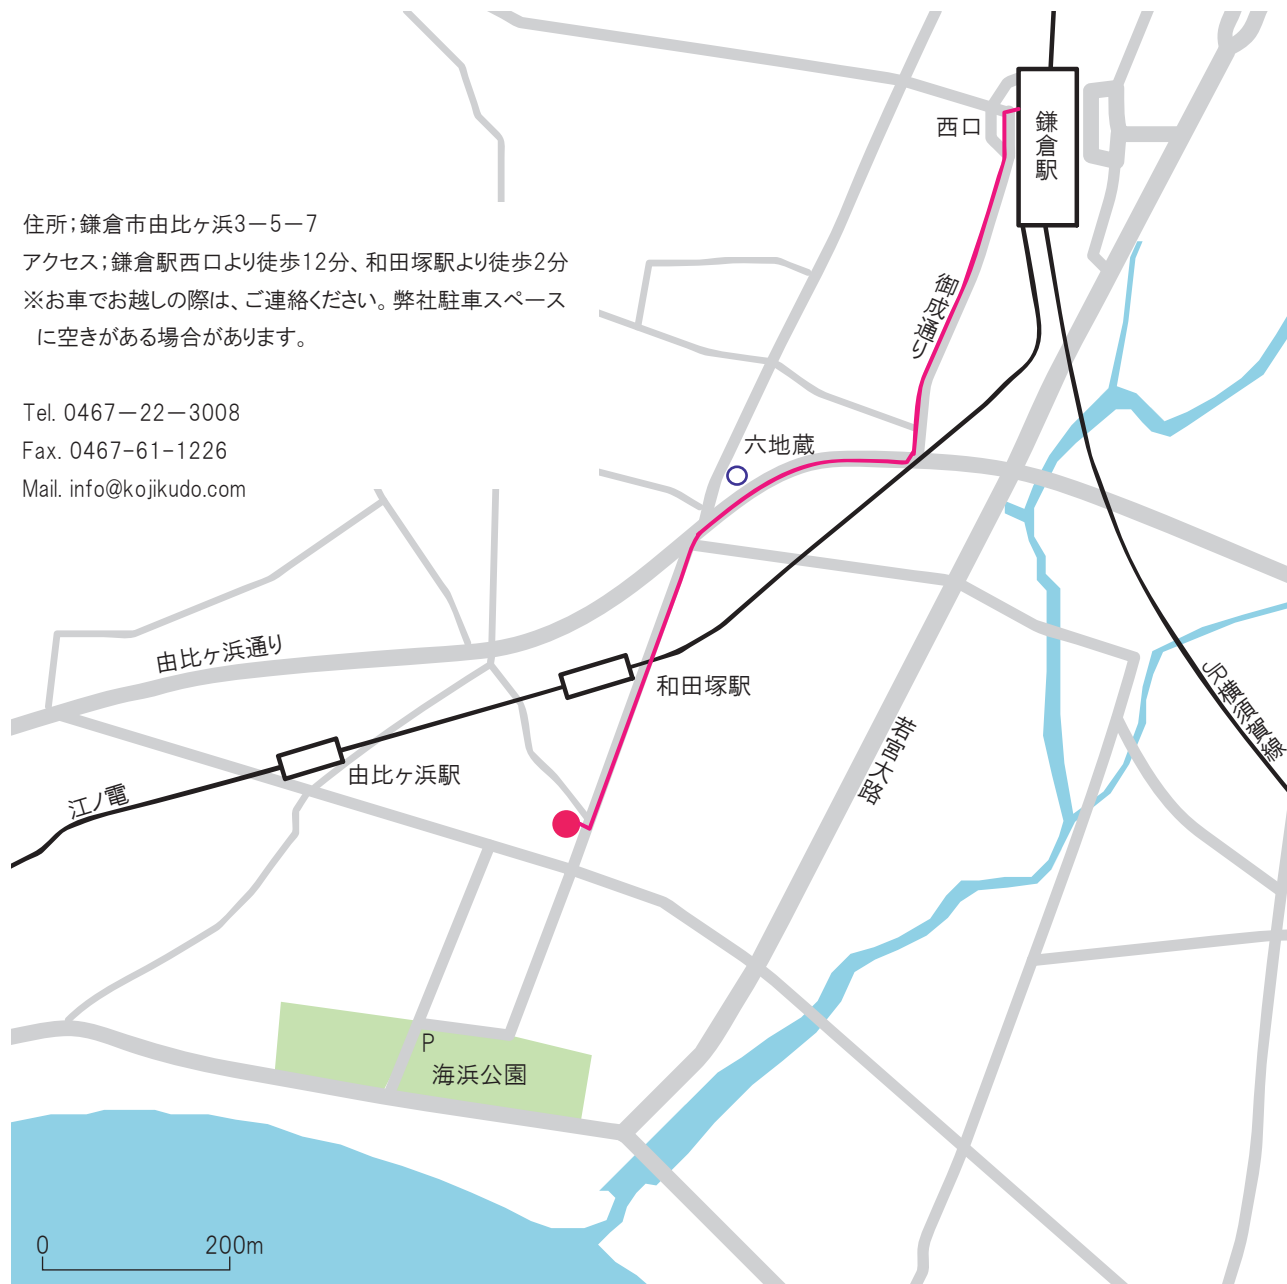 西口
鎌倉駅
住所；鎌倉市由比ヶ浜3－5－7
アクセス；鎌倉駅西口より徒歩12分、和田塚駅より徒歩2分
※お車でお越しの際は、ご連絡ください。弊社駐車スペース
に空きがある場合があります。
御成通り
Tel. 0467－22－3008
Fax. 0467-61-1226
Mail. info@kojikudo.com
六地蔵
由比ヶ浜通り
和田塚駅
JR横須賀線
若宮大路
由比ヶ浜駅
江ノ電
P
海浜公園
0 200m